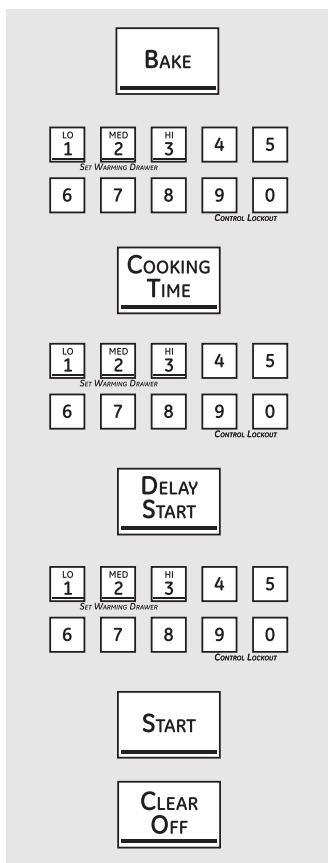 BAKE
LO MED HI
1 2 3 4 5
SET WARMING DRAWER
6 7 8 9 0
CONTROL LOCKOUT
COOKING
TIME
LO MED HI
1 2 3 4 5
SET WARMING DRAWER
6 7 8 9 0
CONTROL LOCKOUT
DELAY
START
LO MED HI
1 2 3 4 5
SET WARMING DRAWER
6 7 8 9 0
CONTROL LOCKOUT
START
CLEAR
OFF